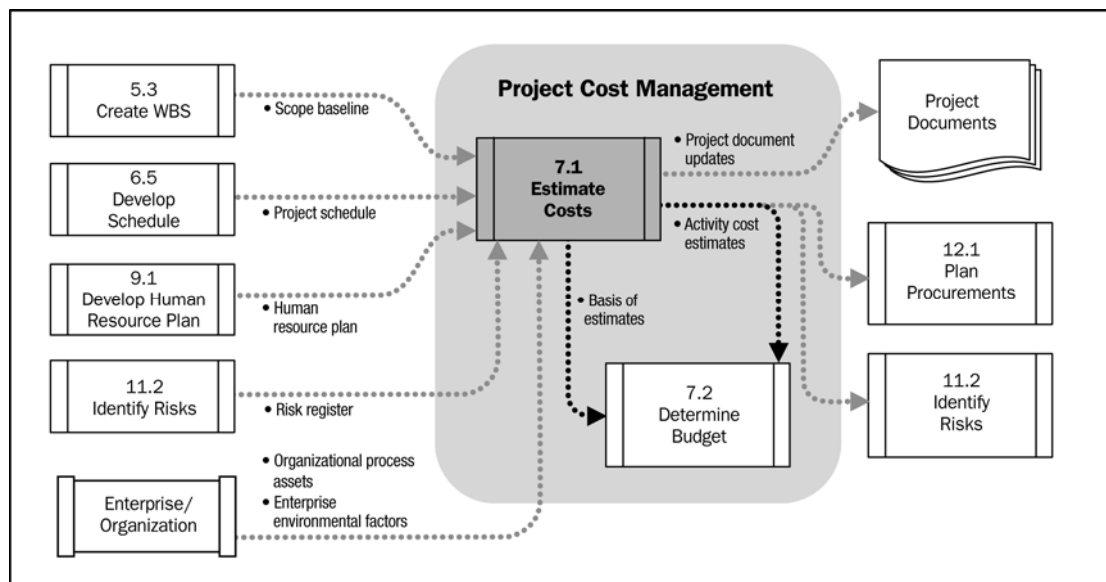 Project Cost Management
5.3
Create WBS
• Scope baseline
6.5
Develop
Schedule
• Project schedule
9.1
Develop Human
Resource Plan
• Human
resource plan
11.2
Identify Risks
• Risk register
Enterprise/
Organization
• Organizational process
assets
• Enterprise
environmental factors
7.1
Estimate
Costs
• Project document
updates
• Activity cost
estimates
• Basis of
estimates
7.2
Determine
Budget
Project
Documents
12.1
Plan
Procurements
11.2
Identify
Risks